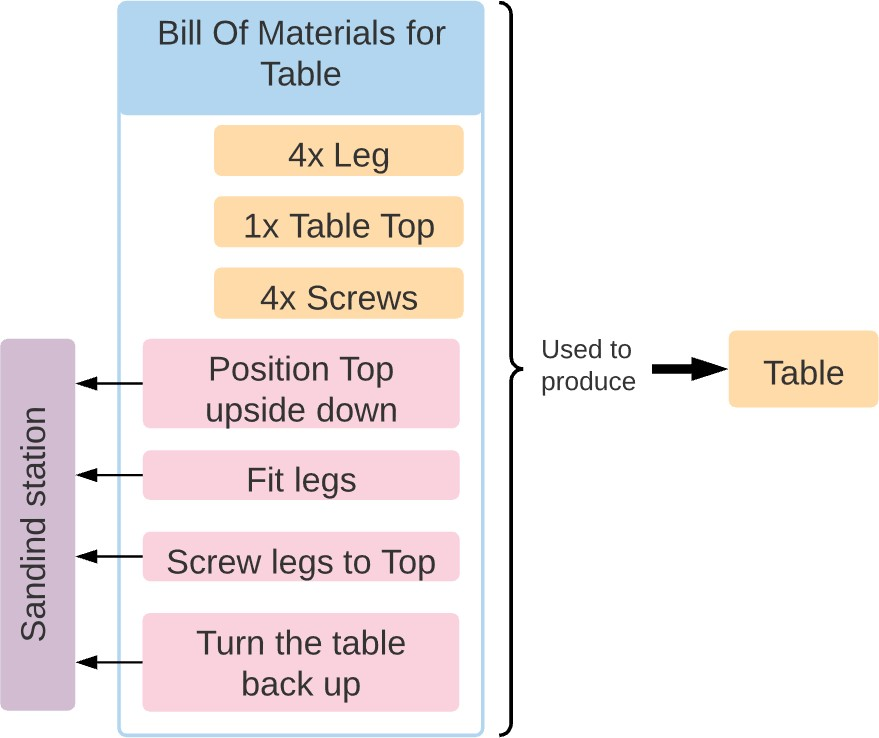 Bill Of Materials for
Table
4x Leg
1x Table Top
4x Screws
Position Top
upside down
Fit legs
Screw legs to Top
Turn the table
back up
Sandind station
Used to
produce
Table